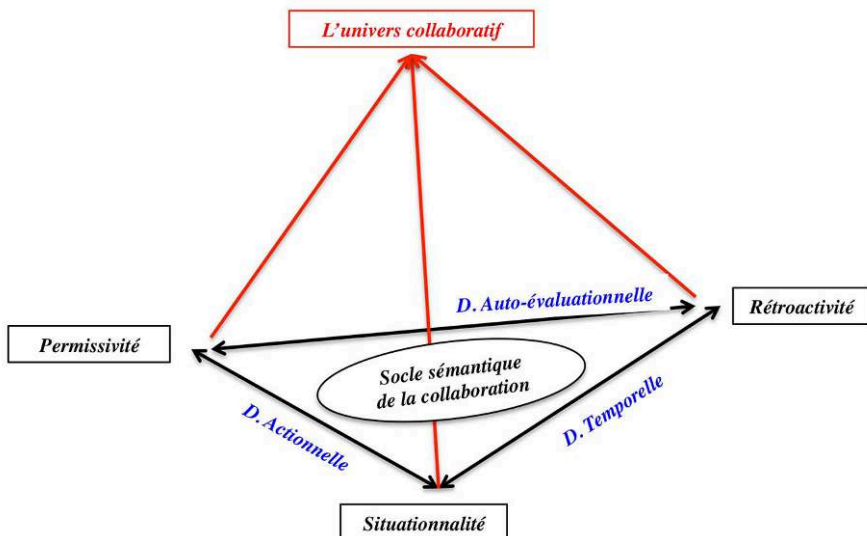 L'univers collaboratif
D. Auto-évaluationnelle
Rétroactivité
Permissivité
Socle sémantique
de la collaboration
D. Actionnelle
D. Temporelle
Situationnalité